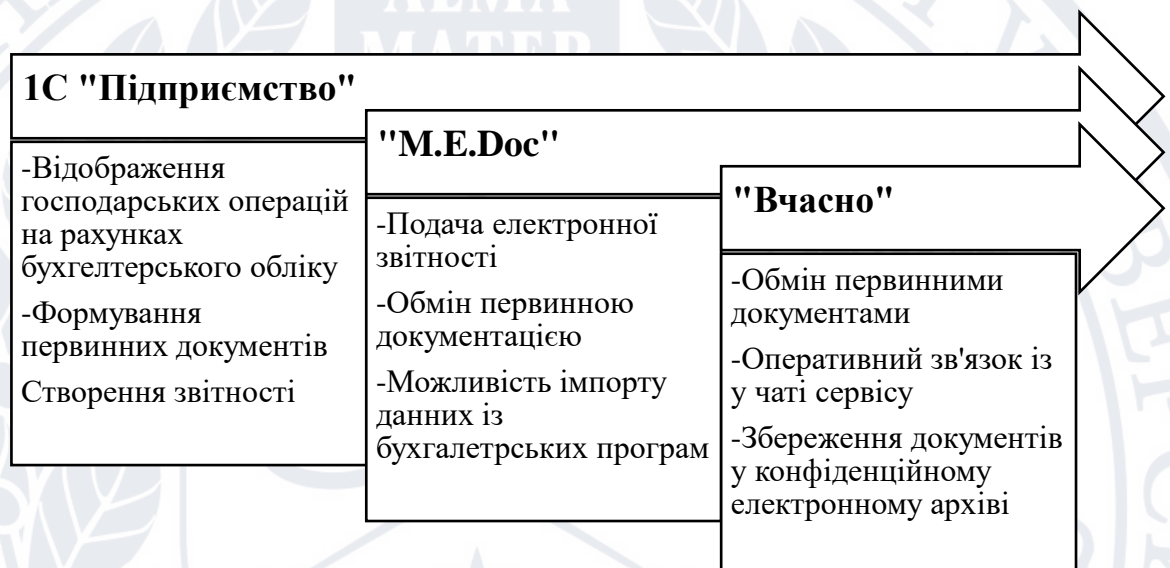 ALMA
MATER
1С "Підприємство"
-Відображення
господарських операцій
на рахунках
бухгелтерського обліку
-Формування
первинних документів
Створення звітності
"M.E.Doc"
-Подача електронної
звітності
-Обмін первинною
документацією
-Можливість імпорту
данних із
бухгалетрських програм
"Вчасно"
-Обмін первинними
документами
-Оперативний зв'язок із
у чаті сервісу
-Збереження документів
у конфіденційному
електронному архіві